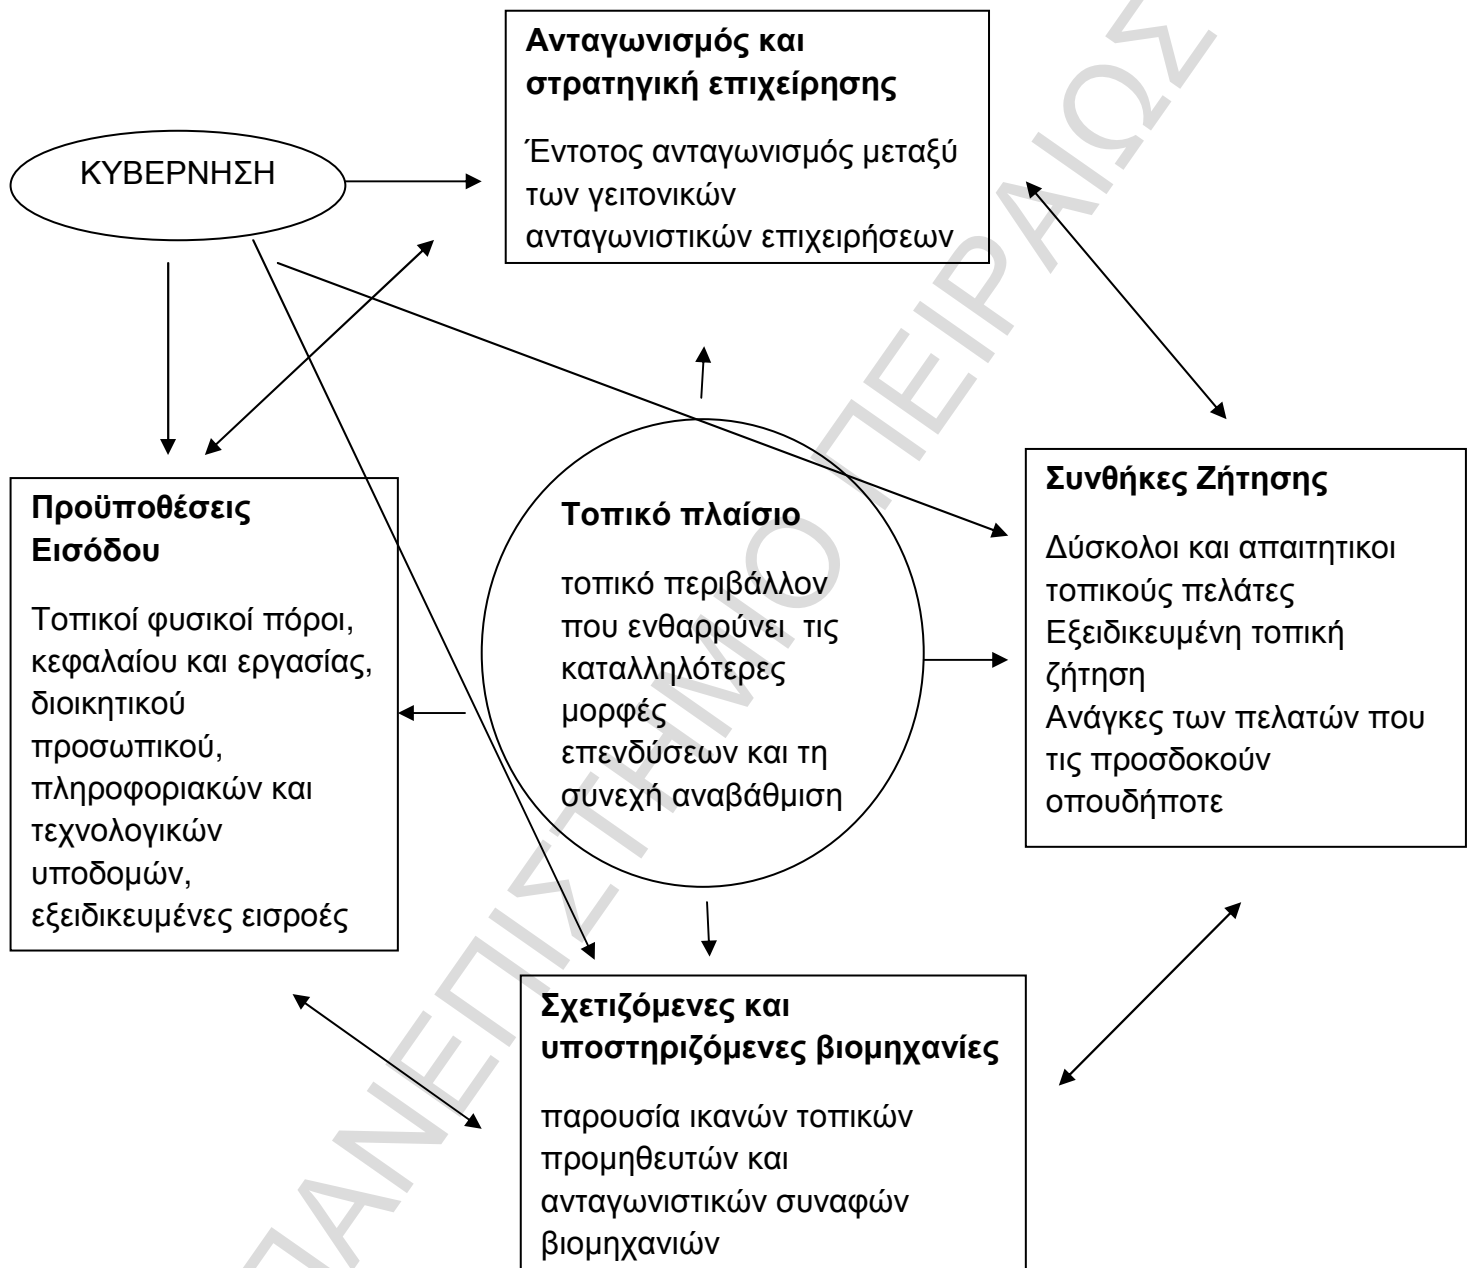 Ανταγωνισμός και
στρατηγική επιχείρησης
Έντοτος ανταγωνισμός μεταξύ
των γειτονικών
ανταγωνιστικών επιχειρήσεων
ΚΥΒΕΡΝΗΣΗ
Προϋποθέσεις
Εισόδου
Τοπικοί φυσικοί πόροι,
κεφαλαίου και εργασίας,
διοικητικού
προσωπικού,
πληροφοριακών και
τεχνολογικών
υποδομών,
εξειδικευμένες εισροές
Τοπικό πλαίσιο
τοπικό περιβάλλον
που ενθαρρύνει τις
καταλληλότερες
μορφές
επενδύσεων και τη
συνεχή αναβάθμιση
Συνθήκες Ζήτησης
Δύσκολοι και απαιτητικοι
τοπικούς πελάτες
Εξειδικευμένη τοπική
ζήτηση
Ανάγκες των πελατών που
τις προσδοκούν
οπουδήποτε
Σχετιζόμενες και
υποστηριζόμενες βιομηχανίες
παρουσία ικανών τοπικών
προμηθευτών και
ανταγωνιστικών συναφών
βιομηχανιών
ΠΑΝΕΠΙΣΤΗΜΙΟ ΠΕΙΡΑΙΩΣ